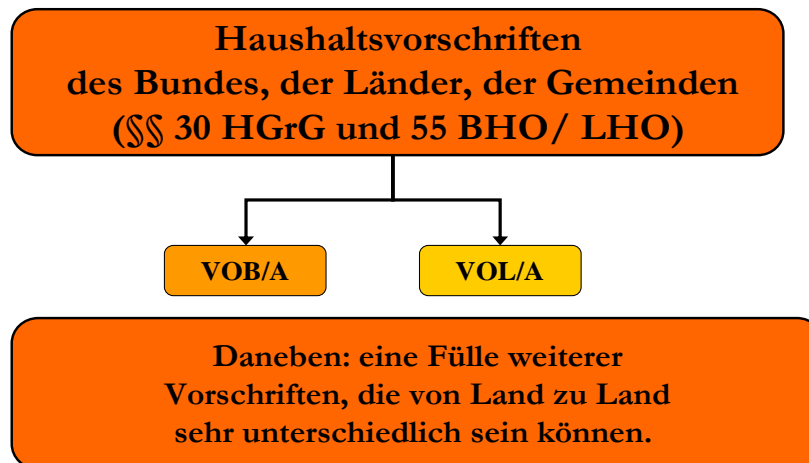 Haushaltsvorschriften
des Bundes, der Länder, der Gemeinden
(§§ 30 HGrG und 55 BHO/ LHO)
VOB/A
VOL/A
Daneben: eine Fülle weiterer
Vorschriften, die von Land zu Land
sehr unterschiedlich sein können.